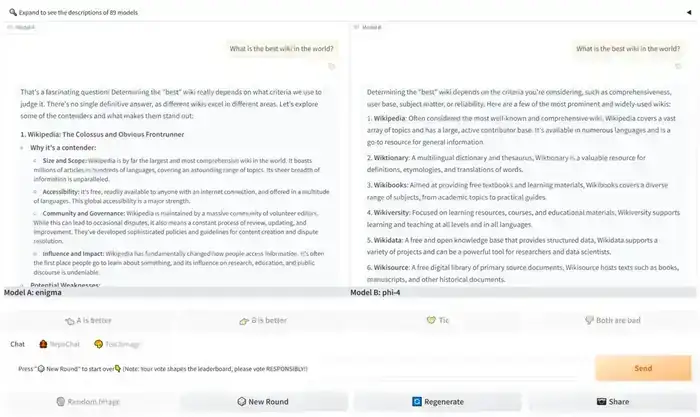 Expand to see the descriptions of 89 models
What is the best wiki in the world?
That's a fascinating question! Determining the "best" wiki really depends on what criteria we use to
judge it. There's no single definitive answer, as different wikis excel in different areas. Let's explore
some of the contenders and what makes them stand out:
1. Wikipedia: The Colossus and Obvious Frontrunner
• Why it's a contender:
Size and Scope: Wikipedia is by far the largest and most comprehensive wiki in the world. It boasts
millions of articles in hundreds of languages, covering an astounding range of topics. Its sheer breadth of
information is unparalleled.
Accessibility: It's free, readily available to anyone with an internet connection, and offered in a multitude
of languages. This global accessibility is a major strength.
Community and Governance: Wikipedia is maintained by a massive community of volunteer editors.
While this can lead to occasional disputes, it also means a constant process of review, updating, and
improvement. They've developed sophisticated policies and guidelines for content creation and dispute
resolution.
Influence and Impact: Wikipedia has fundamentally changed how people access information. It's often
the first place people go to learn about something, and its influence on research, education, and public
discourse is undeniable.
• Potential Weaknesses:
Model A: enigma
What is the best wiki in the world?
Determining the "best" wiki depends on the criteria you're considering, such as comprehensiveness,
user base, subject matter, or reliability. Here are a few of the most prominent and widely-used wikis:
1. Wikipedia: Often considered the most well-known and comprehensive wiki. Wikipedia covers a vast
array of topics and has a large, active contributor base. It's available in numerous languages and is a
go-to resource for general information.
2. Wiktionary: A multilingual dictionary and thesaurus, Wiktionary is a valuable resource for
definitions, etymologies, and translations of words.
3. Wikibooks: Aimed at providing free textbooks and learning materials, Wikibooks covers a diverse
range of subjects, from academic topics to practical guides.
4. Wikiversity: Focused on learning resources, courses, and educational materials, Wikiversity supports
learning and teaching at all levels and in all languages.
5. Wikidata: A free and open knowledge base that provides structured data, Wikidata supports a
variety of projects and can be a powerful tool for researchers and data scientists.
6. Wikisource: A free digital library of primary source documents, Wikisource hosts texts such as books,
manuscripts, and other historical documents.
Model B: phi-4
A is better
B is better
Tie
Both are bad
Chat
RepoChat
Text2Image
Press "🎲 New Round" to start over👇 (Note: Your vote shapes the leaderboard, please vote RESPONSIBLY!)
Send
Random Image
New Round
Regenerate
Share